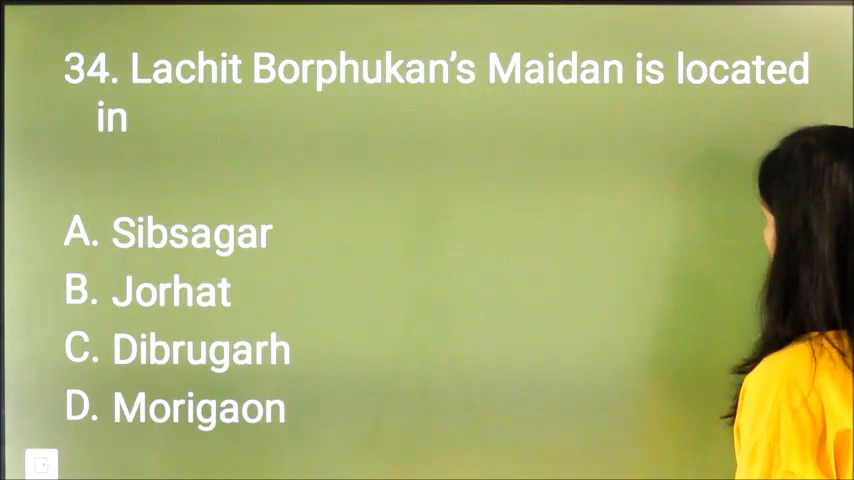 34. Lachit Borphukan’s Maidan is located
in
A. Sibsagar
B. Jorhat
C. Dibrugarh
D. Morigaon